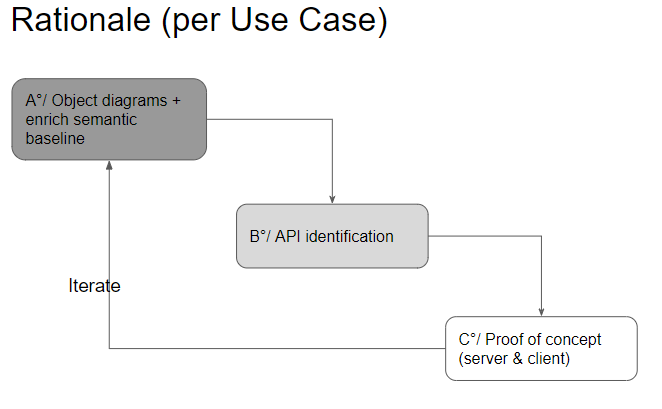 Rationale (per Use Case)
A°/ Object diagrams +
enrich semantic
baseline
B°/ API identification
Iterate
C°/ Proof of concept
(server & client)